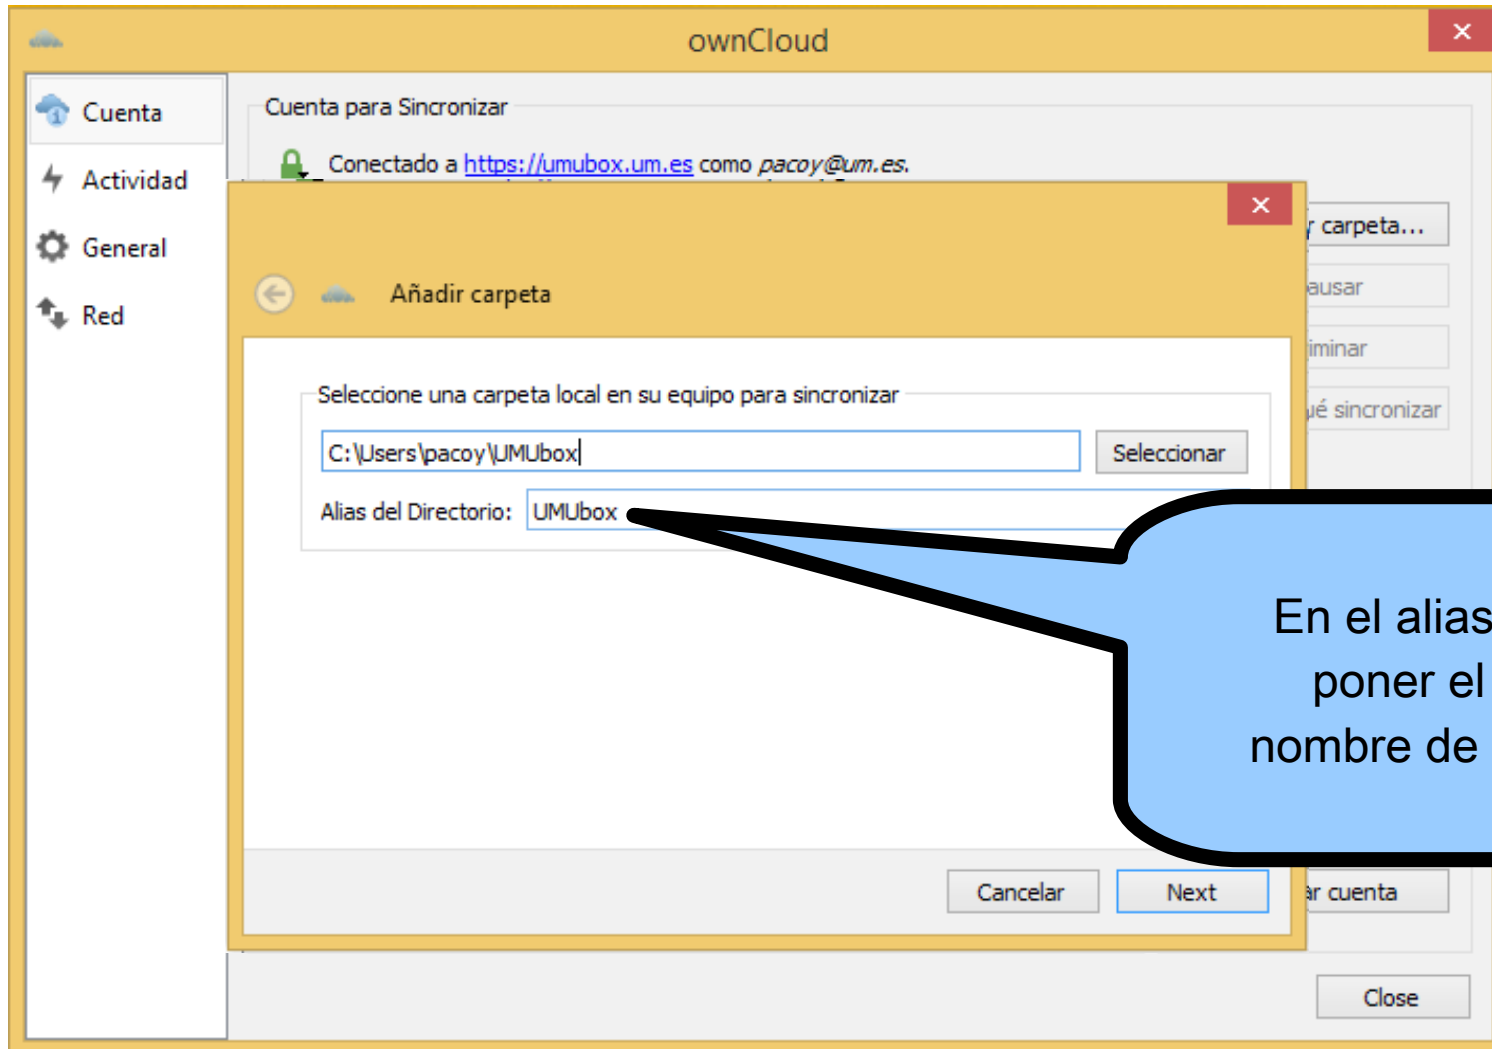 ownCloud
Cuenta
Actividad
General
Red
Cuenta para Sincronizar
Conectado a https://umubox.um.es como pacoy@um.es.
carpeta...
Añadir carpeta
Seleccione una carpeta local en su equipo para sincronizar
C:\Users\pacoy\UMUbox
Seleccionar
Alias del Directorio:
UMUbox
ausar
iminar
ué sincronizar
En el alias
poner el
nombre de
Cancelar
Next
ar cuenta
Close